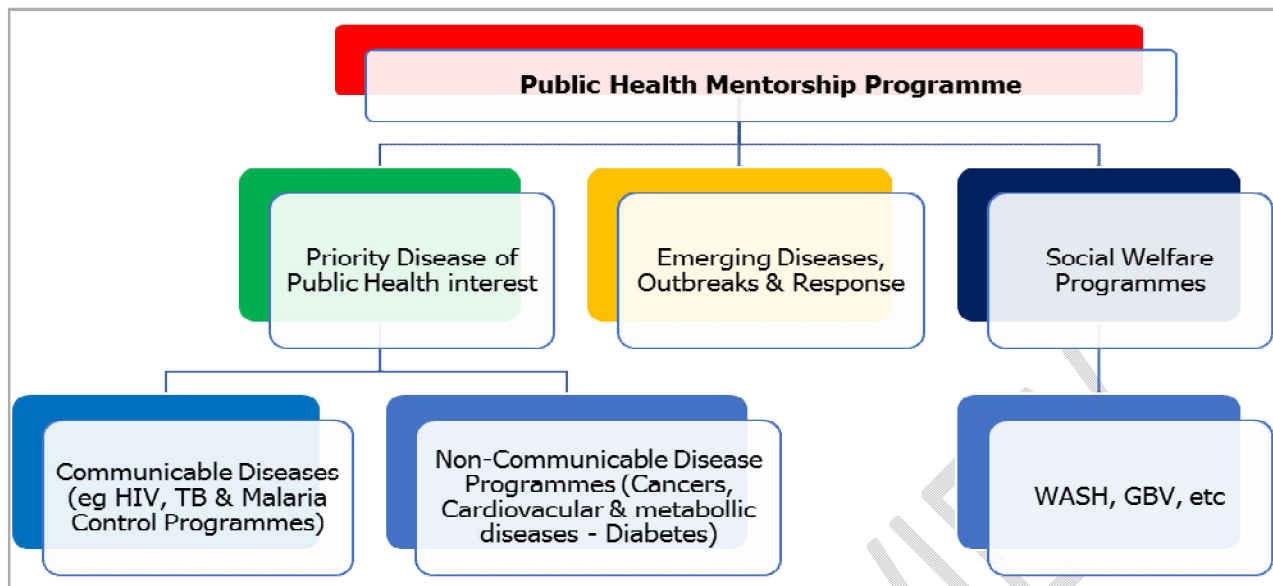 Public Health Mentorship Programme
Priority Disease of
Public Health interest
Emerging Diseases,
Outbreaks & Response
Social Welfare
Programmes
Communicable Diseases
(eg HIV, TB & Malaria
Control Programmes)
Non-Communicable Disease
Programmes (Cancers,
Cardiovacular & metabollic
diseases - Diabetes)
WASH, GBV, etc